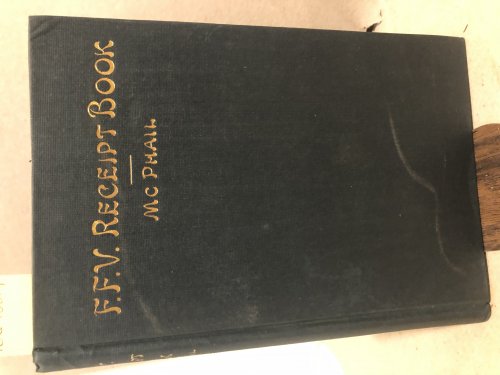 F.F.V. RECEIPT BOOK
MC PHAIL